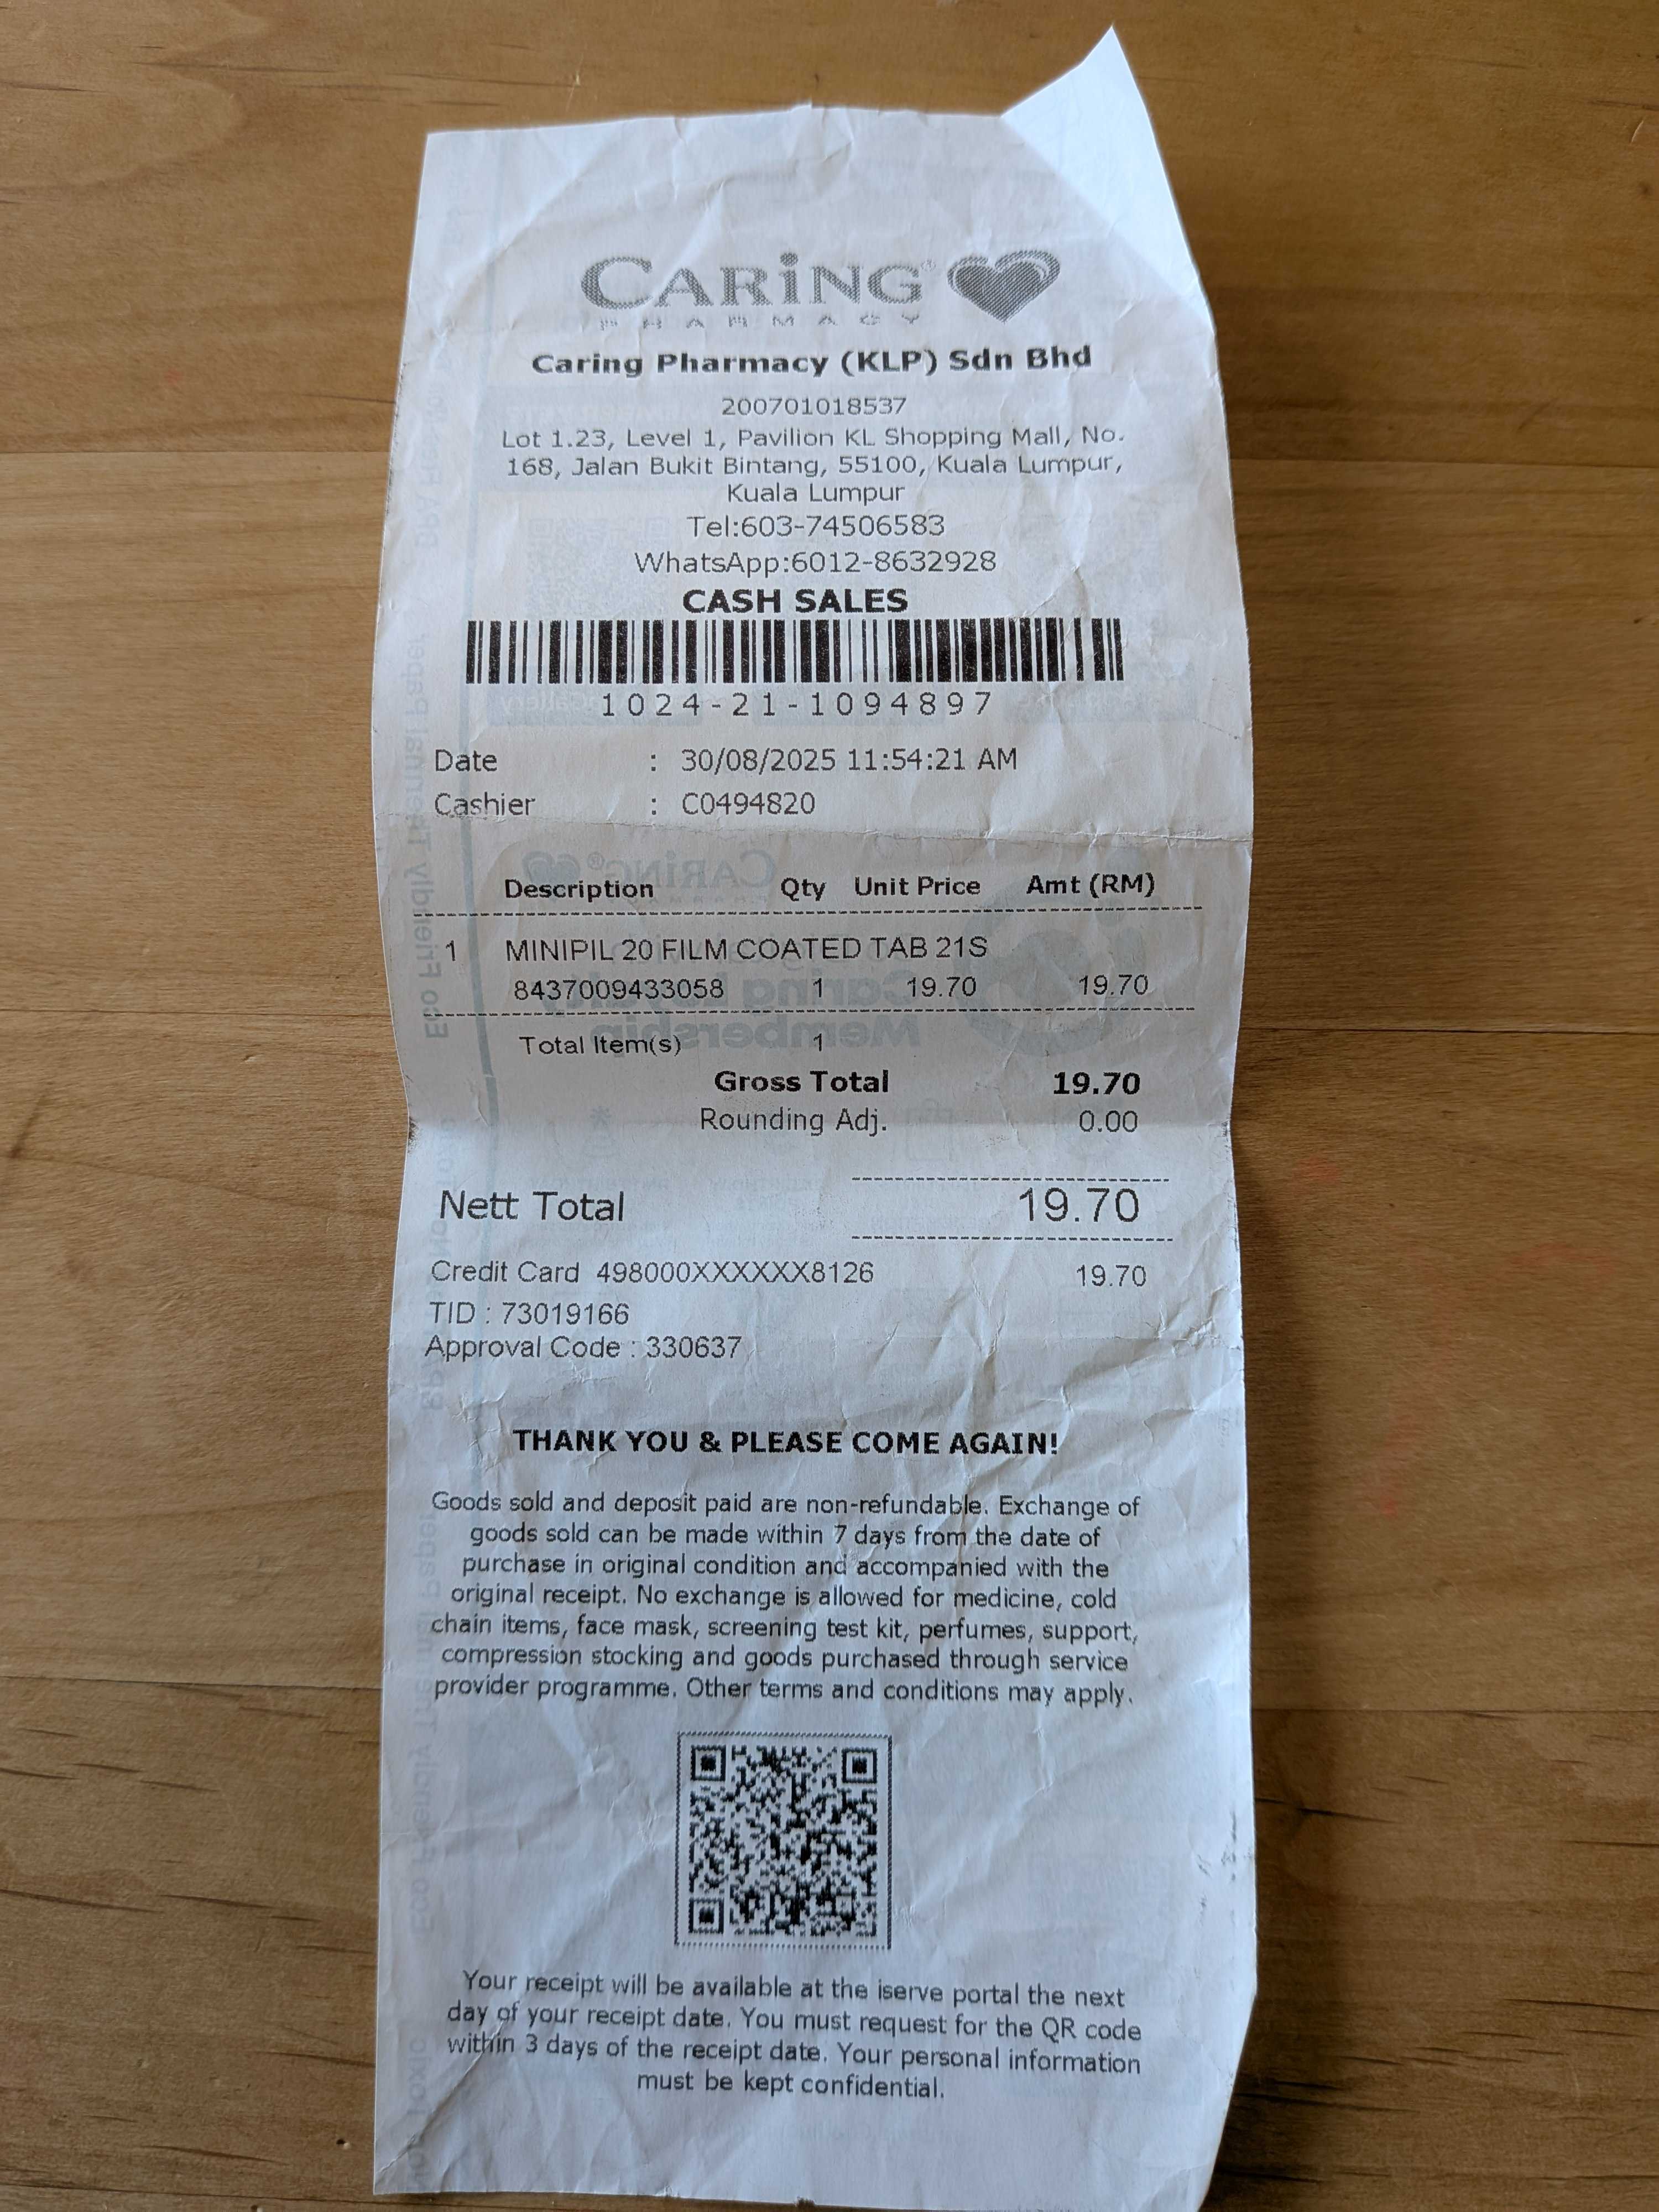 CARiNG®
PHARMACY
Caring Pharmacy (KLP) Sdn Bhd
200701018537
Lot 1.23, Level 1, Pavilion KL Shopping Mall, No.
168, Jalan Bukit Bintang, 55100, Kuala Lumpur,
Kuala Lumpur
Tel:603-74506583
WhatsApp:6012-8632928
CASH SALES
1024-21-1094897
Date : 30/08/2025 11:54:21 AM
Cashier : C0494820
Description Qty Unit Price Amt (RM)
1 MINIPIL 20 FILM COATED TAB 21S
8437009433058 1 19.70 19.70
Total Item(s) 1
Gross Total 19.70
Rounding Adj. 0.00
Nett Total 19.70
Credit Card 498000XXXXXX8126 19.70
TID : 73019166
Approval Code : 330637
THANK YOU & PLEASE COME AGAIN!
Goods sold and deposit paid are non-refundable. Exchange of
goods sold can be made within 7 days from the date of
purchase in original condition and accompanied with the
original receipt. No exchange is allowed for medicine, cold
chain items, face mask, screening test kit, perfumes, support,
compression stocking and goods purchased through service
provider programme. Other terms and conditions may apply.
Your receipt will be available at the iserve portal the next
day of your receipt date. You must request for the QR code
within 3 days of the receipt date. Your personal information
must be kept confidential.